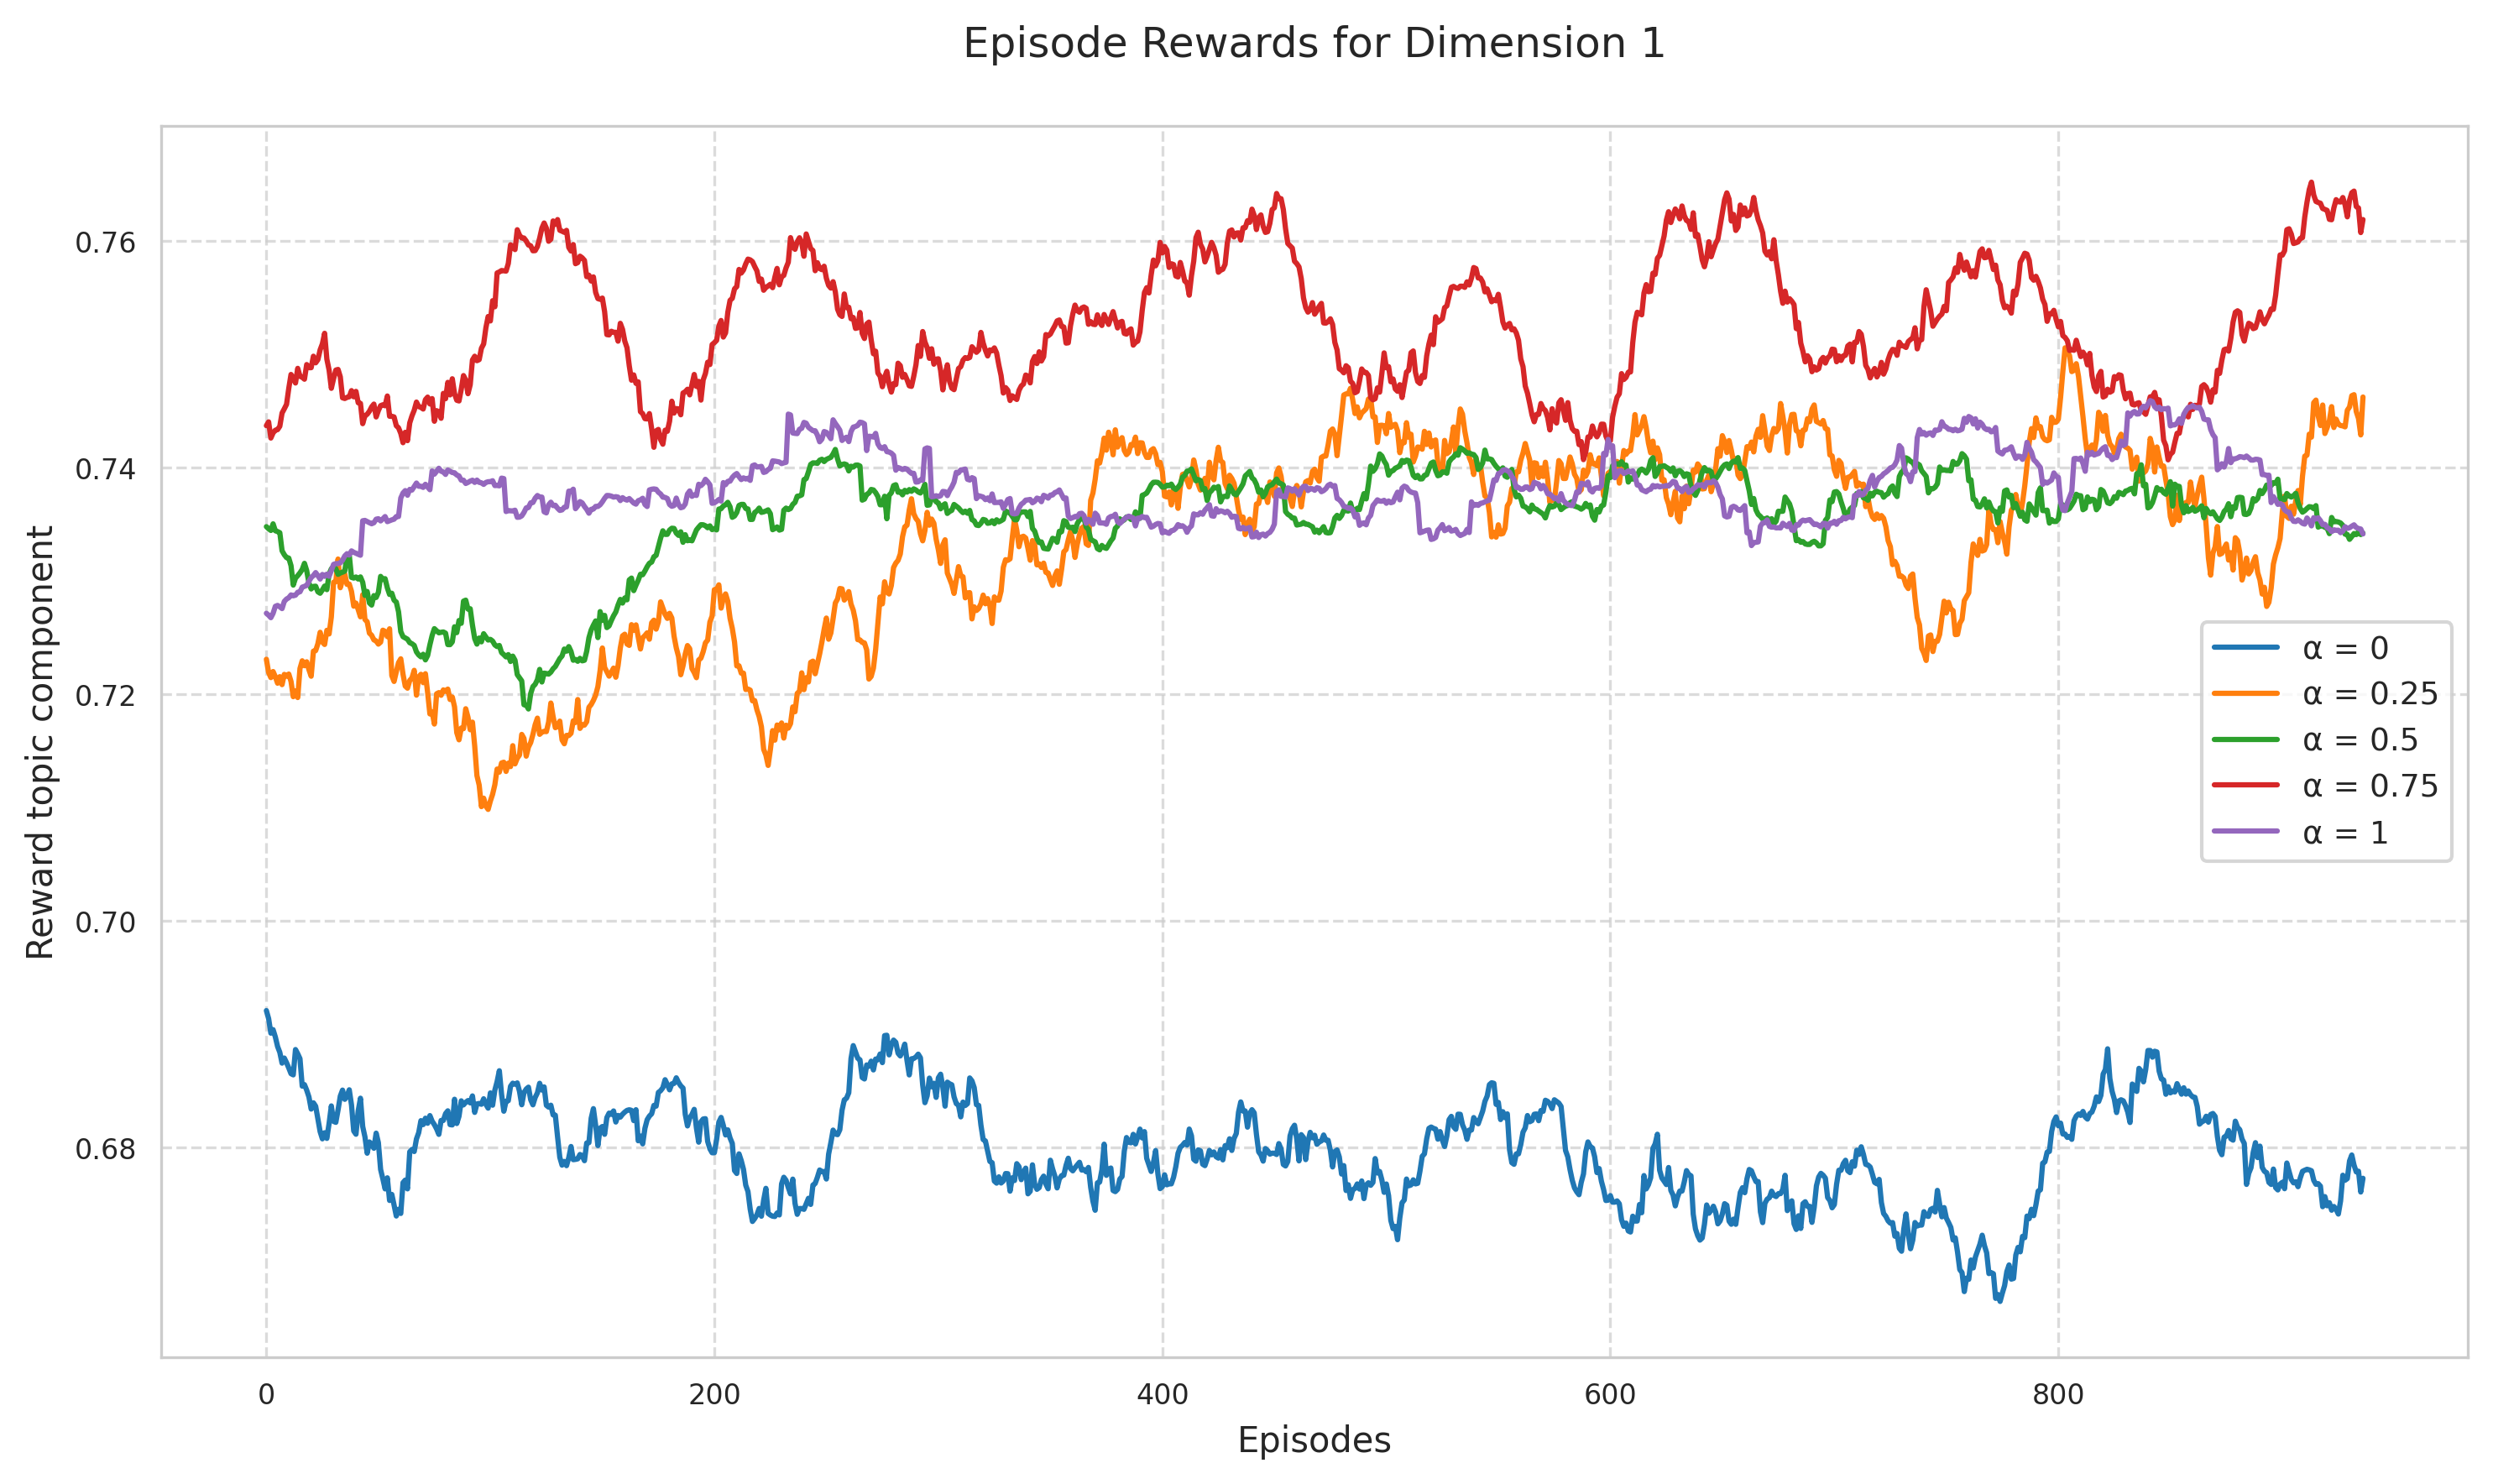 Episode Rewards for Dimension 1
Reward topic component
0.76
0.74
0.72
0.70
0.68
0
200
400
600
800
Episodes
α = 0
α = 0.25
α = 0.5
α = 0.75
α = 1